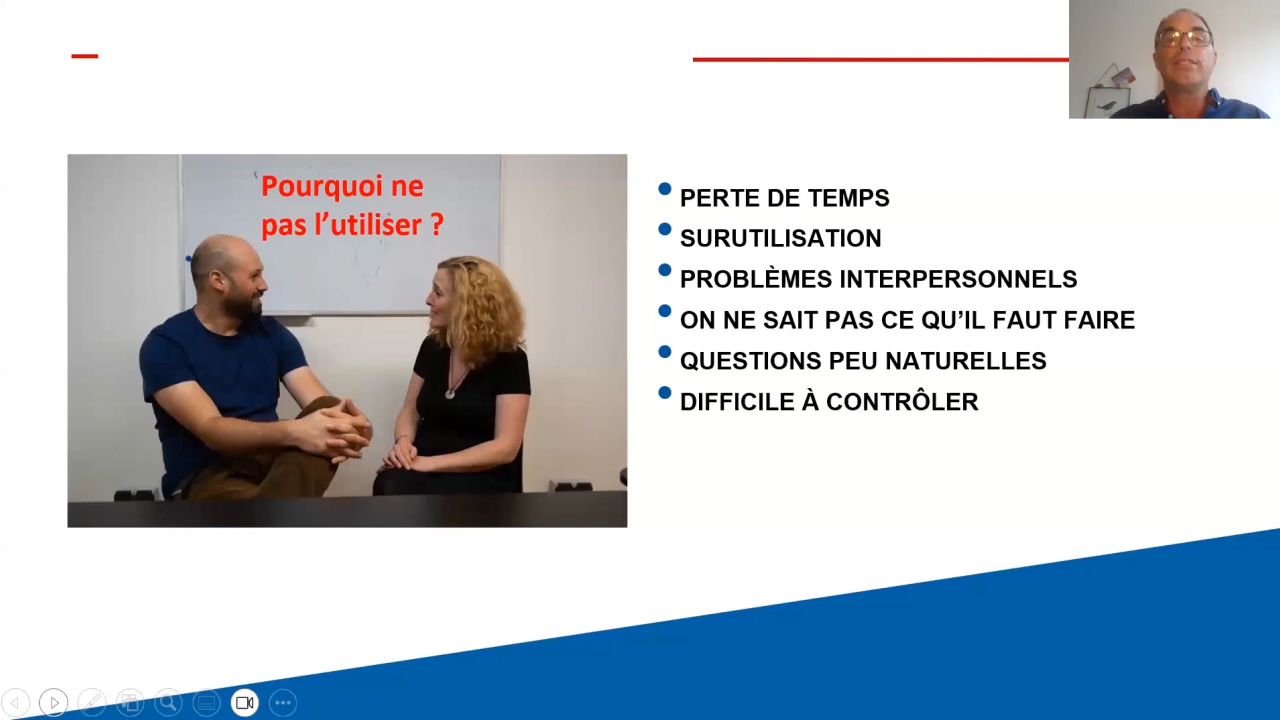 Pourquoi ne
pas l’utiliser ?
PERTE DE TEMPS
SURUTILISATION
PROBLÈMES INTERPERSONNELS
ON NE SAIT PAS CE QU’IL FAUT FAIRE
QUESTIONS PEU NATURELLES
DIFFICILE À CONTRÔLER